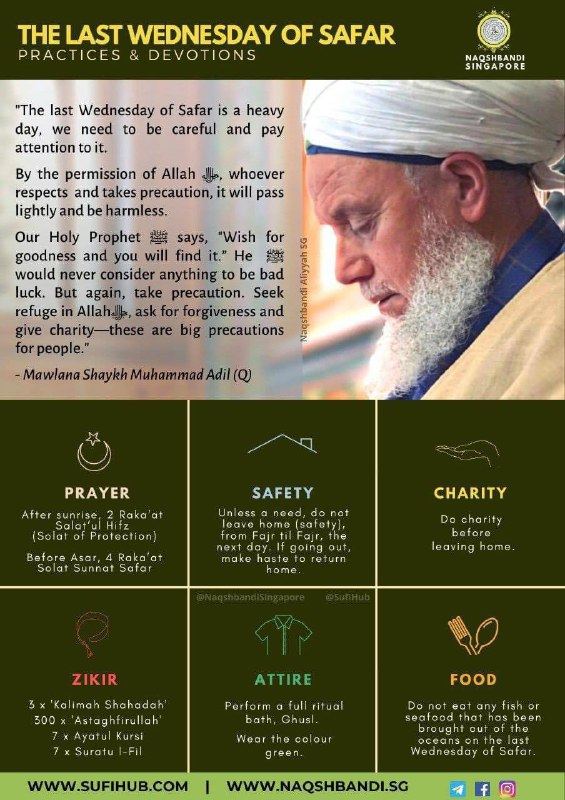 THE LAST WEDNESDAY OF SAFAR
PRACTICES & DEVOTIONS
NAQSHBANDI
SINGAPORE
"The last Wednesday of Safar is a heavy
day, we need to be careful and pay
attention to it.
By the permission of Allah ﷻ, whoever
respects and takes precaution, it will pass
lightly and be harmless.
Our Holy Prophet ﷺ says, "Wish for
goodness and you will find it." He ﷺ
would never consider anything to be bad
luck. But again, take precaution. Seek
refuge in Allahﷻ, ask for forgiveness and
give charity—these are big precautions
for people."
- Mawlana Shaykh Muhammad Adil (Q)
Naqshbandi Aliyyah SG
PRAYER
After sunrise, 2 Raka'at
Salat'ul Hifz
(Solat of Protection)
Before Asar, 4 Raka'at
Solat Sunnat Safar
SAFETY
Unless a need, do not
leave home (safety),
from Fajr til Fajr, the
next day. If going out,
make haste to return
home.
CHARITY
Do charity
before
leaving home.
@NaqshbandiSingapore @SufiHub
ZIKIR
3 x 'Kalimah Shahadah'
300 x 'Astaghfirullah'
7 x Ayatul Kursi
7 x Suratu l-Fil
ATTIRE
Perform a full ritual
bath, Ghusl.
Wear the colour
green.
FOOD
Do not eat any fish or
seafood that has been
brought out of the
oceans on the last
Wednesday of Safar.
WWW.SUFIHUB.COM | WWW.NAQSHBANDI.SG